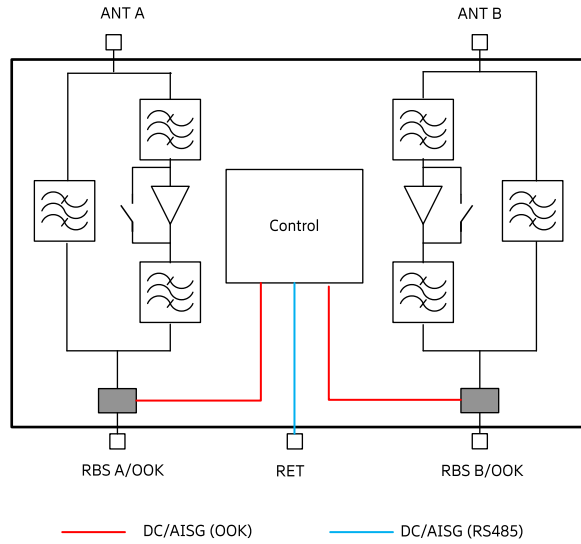 ANT A
ANT B
Control
RBS A/OOK
RET
RBS B/OOK
DC/AISG (OOK)
DC/AISG (RS485)